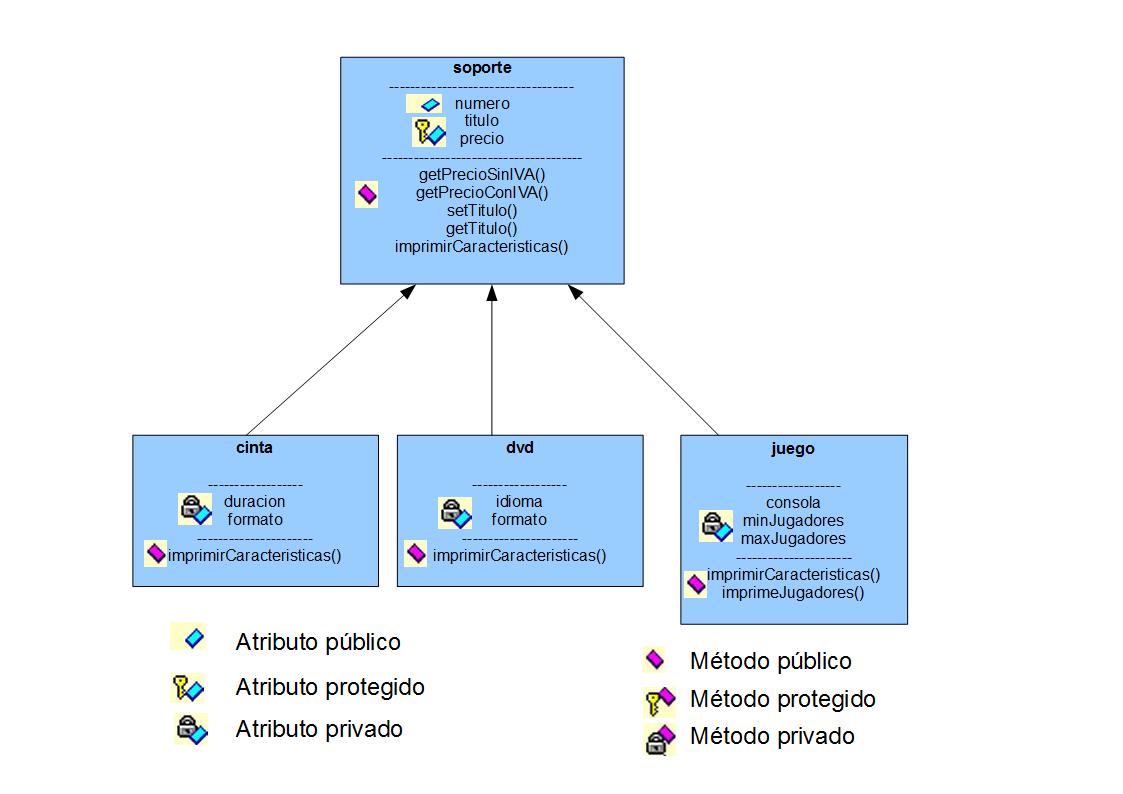 soporte
numero
titulo
precio
getPrecioSinIVA()
getPrecioConIVA()
setTitulo()
getTitulo()
imprimirCaracteristicas()
cinta
duracion
formato
imprimirCaracteristicas()
dvd
idioma
formato
imprimirCaracteristicas()
juego
consola
minJugadores
maxJugadores
imprimirCaracteristicas()
imprimeJugadores()
Atributo público
Atributo protegido
Atributo privado
Método público
Método protegido
Método privado